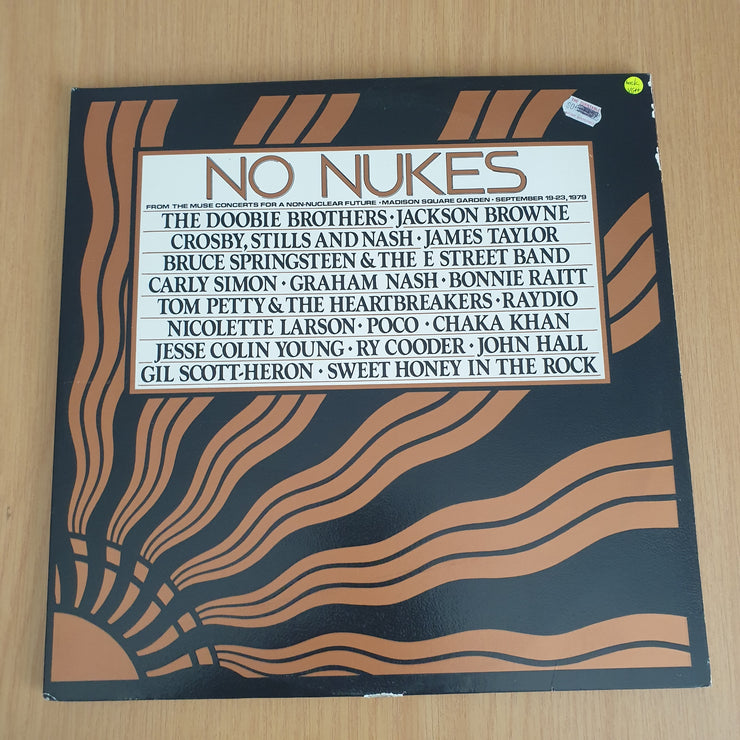 NO NUKES
FROM THE MUSE CONCERTS FOR A NON-NUCLEAR FUTURE · MADISON SQUARE GARDEN · SEPTEMBER 19-23, 1979
THE DOOBIE BROTHERS · JACKSON BROWNE
CROSBY, STILLS AND NASH · JAMES TAYLOR
BRUCE SPRINGSTEEN & THE E STREET BAND
CARLY SIMON · GRAHAM NASH · BONNIE RAITT
TOM PETTY & THE HEARTBREAKERS · RAYDIO
NICOLETTE LARSON · POCO · CHAKA KHAN
JESSE COLIN YOUNG · RY COODER · JOHN HALL
GIL SCOTT-HERON · SWEET HONEY IN THE ROCK